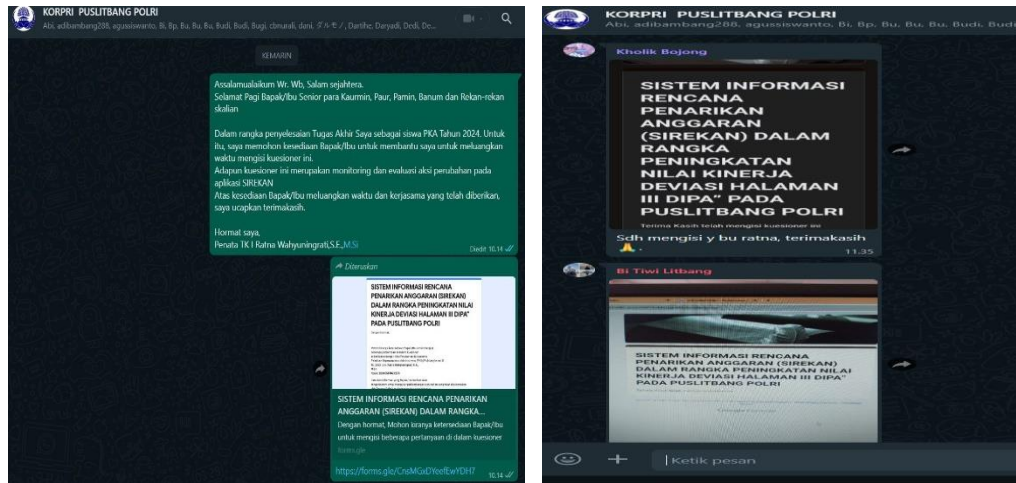 KORPRI PUSLITBANG POLRI
Abi, adibambang288, agussiswanto, Bi, Bp, Bu, Bu, Bu, Budi, Budi, Bugi, cbnurali, dani, Darthe, Daryadi, Dedi, De...
KEMARIN
Assalamualaikum Wr. Wb, Salam sejahtera.
Selamat Pagi Bapak/Ibu Senior para Kaurmin, Paur, Pamin, Banum dan Rekan-rekan
skalian
Dalam rangka penyelesaian Tugas Akhir Saya sebagai siswa PKA Tahun 2024. Untuk
itu, saya memohon kesediaan Bapak/Ibu untuk membantu saya untuk meluangkan
waktu mengisi kuesioner ini.
Adapun kuesioner ini merupakan monitoring dan evaluasi aksi perubahan pada
aplikasi SIREKAN
Atas kesediaan Bapak/Ibu meluangkan waktu dan kerjasama yang telah diberikan,
saya ucapkan terimakasih.
Hormat saya,
Penata TK I Ratna Wahyuningrati,S.E.,M.Si
Diedit 10.14
Diteruskan
SISTEM INFORMASI RENCANA
PENARIKAN ANGGARAN (SIREKAN)
DALAM RANGKA PENINGKATAN NILAI
KINERJA DEVIASI HALAMAN III DIPA"
PADA PUSLITBANG POLRI
SISTEM INFORMASI RENCANA PENARIKAN
ANGGARAN (SIREKAN) DALAM RANGKA...
Dengan hormat, Mohon kiranya ketersediaan Bapak/Ibu
untuk mengisi beberapa pertanyaan di dalam kuesioner
forms.gle
https://forms.gle/CnsMGxDYeefEwYDH7
10.14
KORPRI PUSLITBANG POLRI
Abi, adibambang288, agussiswanto, Bi, Bp, Bu, Bu, Bu, Budi, Budi
Kholik Bojong
SISTEM INFORMASI
RENCANA
PENARIKAN
ANGGARAN
(SIREKAN) DALAM
RANGKA
PENINGKATAN
NILAI KINERJA
DEVIASI HALAMAN
III DIPA" PADA
PUSLITBANG POLRI
Terima Kasih telah mengisi kuesioner ini
Sdh mengisi y bu ratna, terimakasih
🙏.
11.35
Bi Tiwi Litbang
SISTEM INFORMASI RENCANA
PENARIKAN ANGGARAN (SIREKAN)
DALAM RANGKA PENINGKATAN NILAI
KINERJA DEVIASI HALAMAN III DIPA"
PADA PUSLITBANG POLRI
Ketik pesan